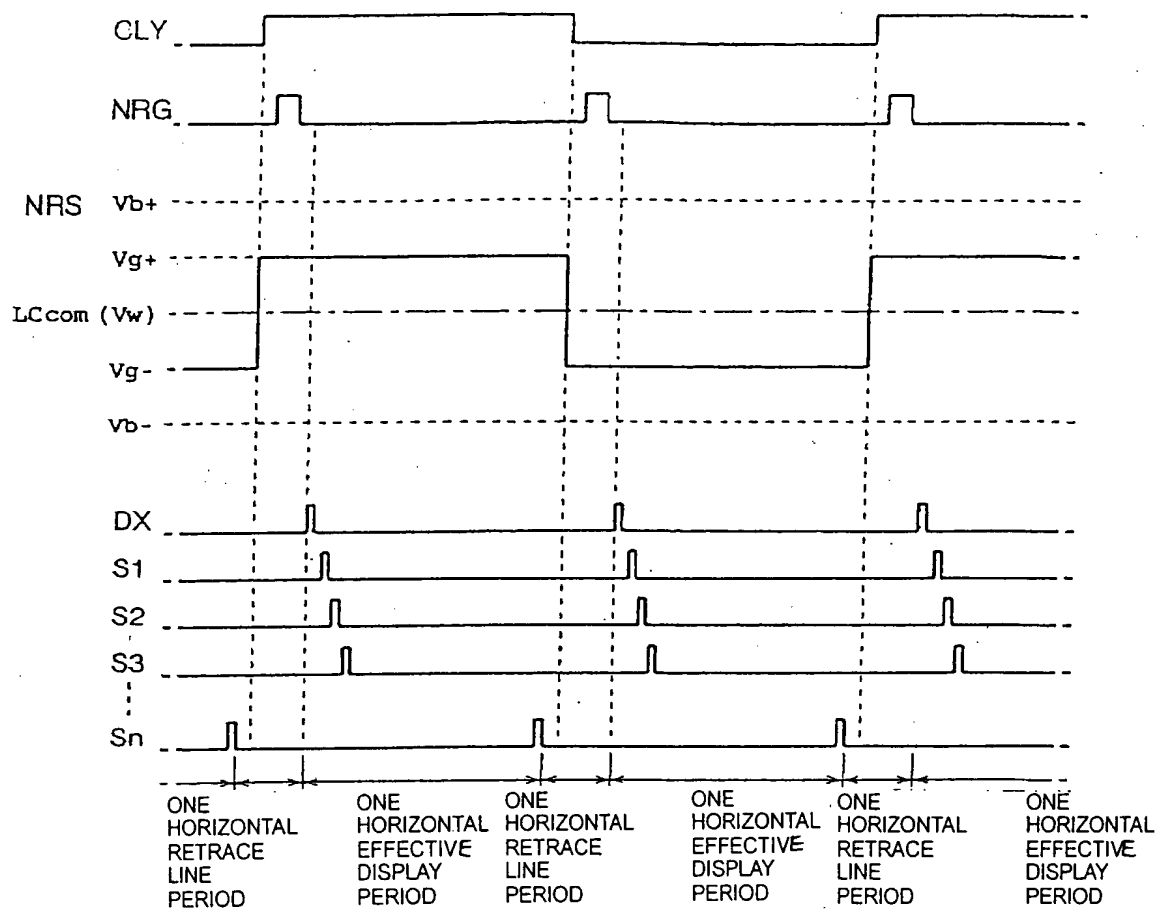 CLY
NRG
NRS Vb+
Vg+
LCcom (Vw)
Vg-
Vb-
DX
S1
S2
S3
Sn
ONE HORIZONTAL RETRACE LINE PERIOD
ONE HORIZONTAL EFFECTIVE DISPLAY PERIOD
ONE HORIZONTAL RETRACE LINE PERIOD
ONE HORIZONTAL EFFECTIVE DISPLAY PERIOD
ONE HORIZONTAL RETRACE LINE PERIOD
ONE HORIZONTAL EFFECTIVE DISPLAY PERIOD